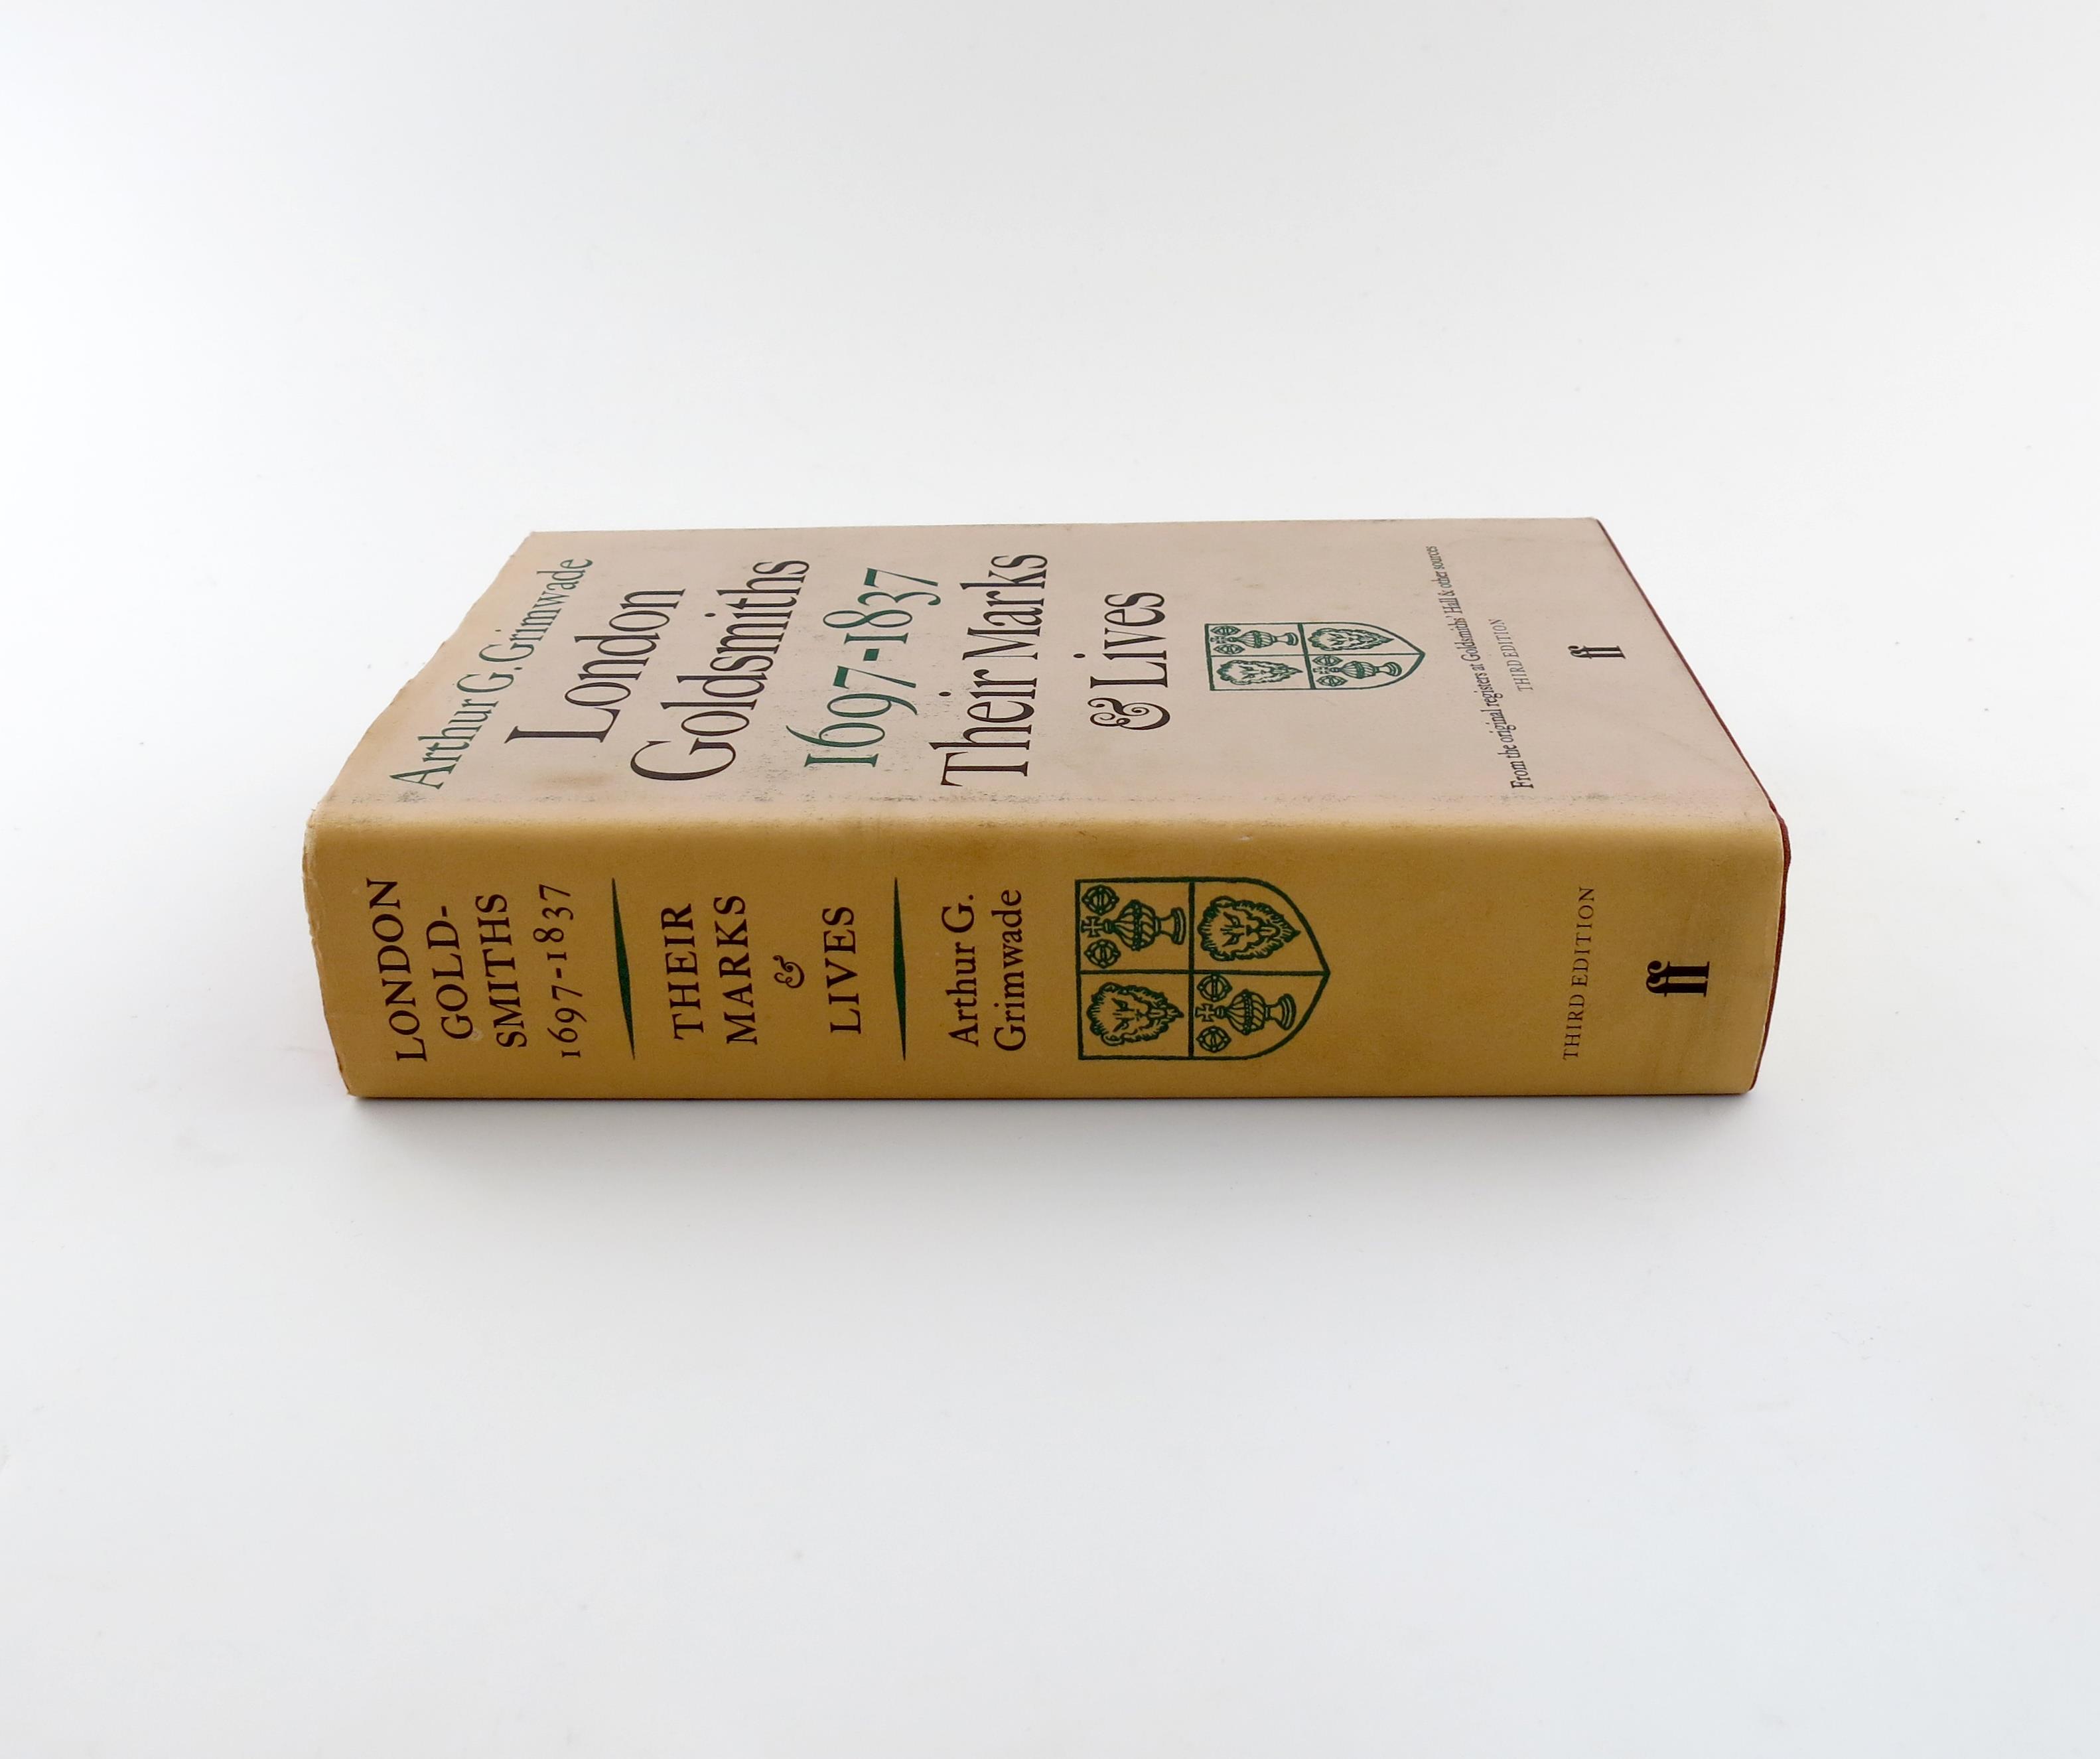 Arthur G. Grimwade
London
Goldsmiths
1697-1837
Their Marks
& Lives
From the original registers at Goldsmiths' Hall & other sources
THIRD EDITION
ff
LONDON
GOLD-
SMITHS
1697-1837
THEIR
MARKS
&
LIVES
Arthur G.
Grimwade
THIRD EDITION
ff